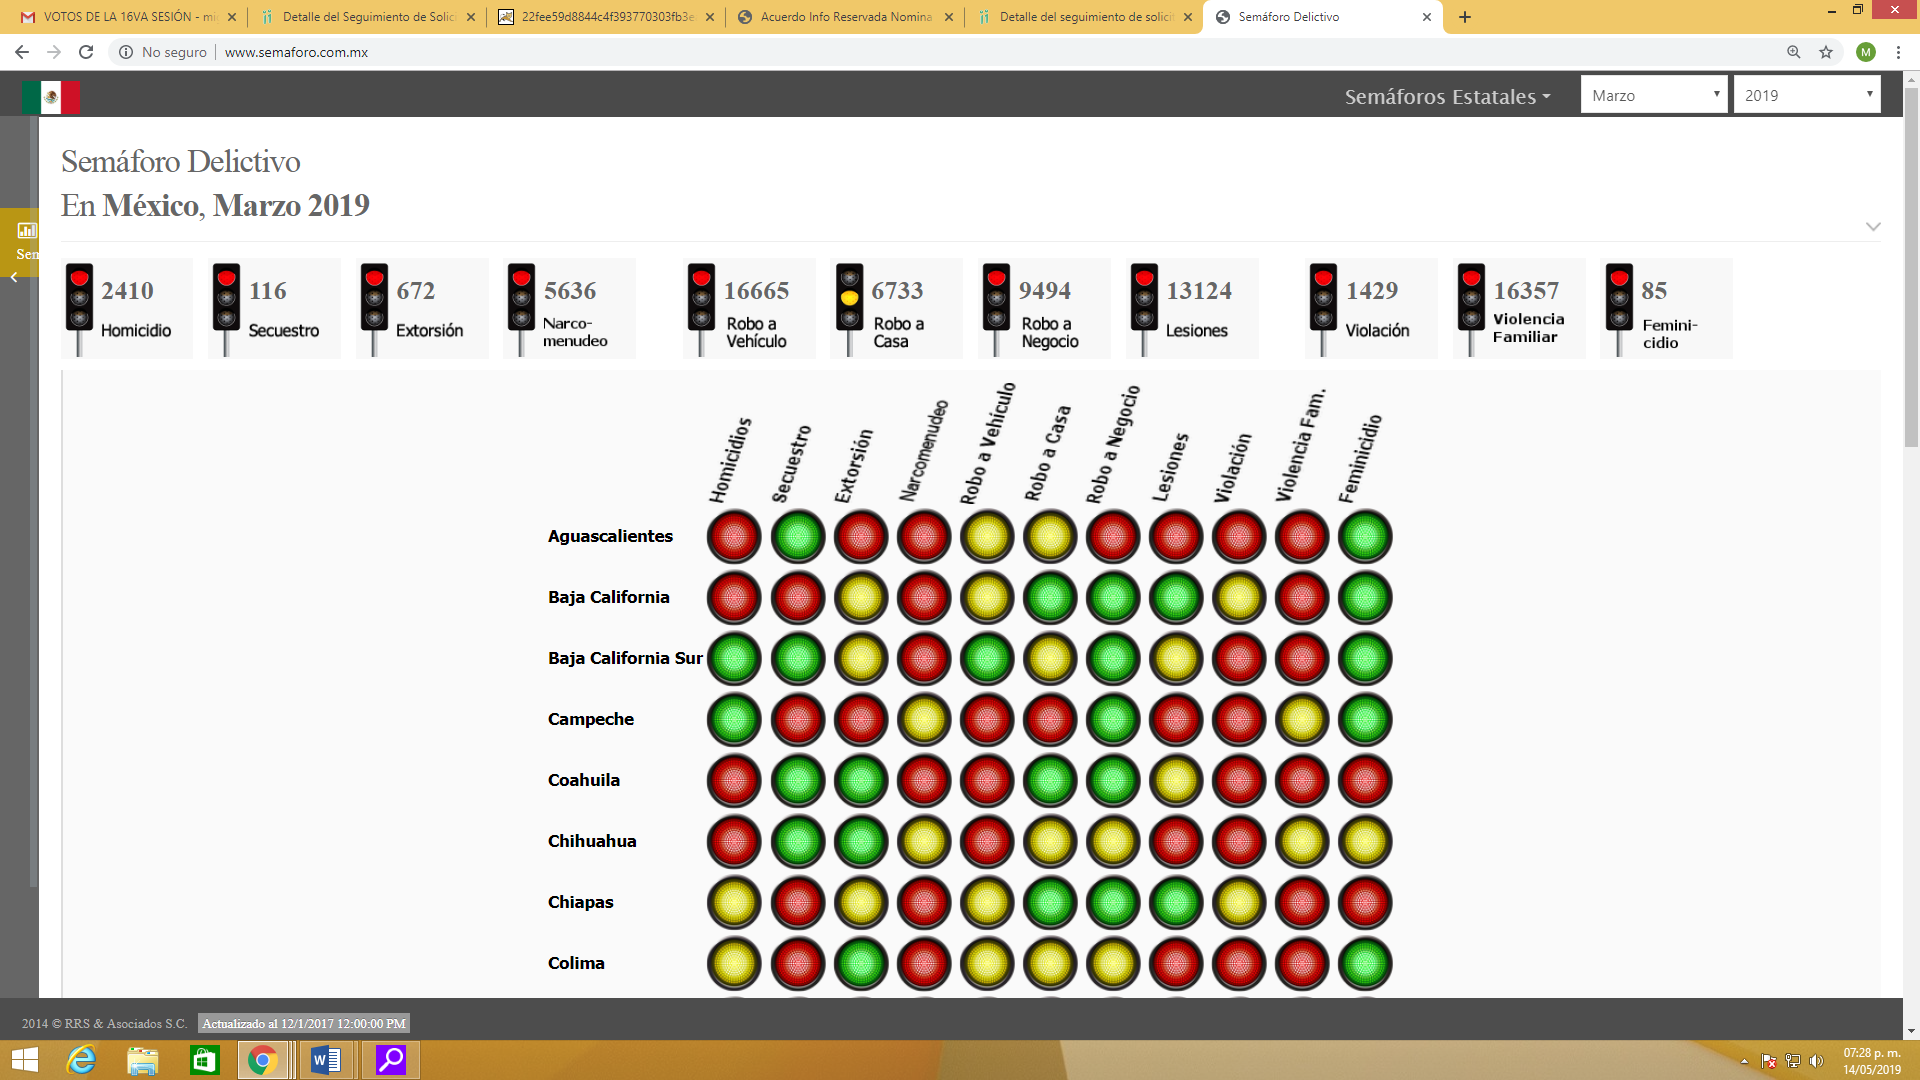 VOTOS DE LA 16VA SESIÓN - mi
Detalle del Seguimiento de Solici
22fee59d8844c4f393770303fb3e
Acuerdo Info Reservada Nomina
Detalle del seguimiento de solicit
Semáforo Delictivo
No seguro
www.semaforo.com.mx
M
Semáforos Estatales
Marzo
2019
Semáforo Delictivo
En México, Marzo 2019
Sem
2410
Homicidio
116
Secuestro
672
Extorsión
5636
Narco-
menudeo
16665
Robo a
Vehículo
6733
Robo a
Casa
9494
Robo a
Negocio
13124
Lesiones
1429
Violación
16357
Violencia
Familiar
85
Femini-
cidio
Homicidios
Secuestro
Extorsión
Narcomenudeo
Robo a Vehículo
Robo a Casa
Robo a Negocio
Lesiones
Violación
Violencia Fam.
Feminicidio
Aguascalientes
Baja California
Baja California Sur
Campeche
Coahuila
Chihuahua
Chiapas
Colima
2014 © RRS & Asociados S.C.
Actualizado al 12/1/2017 12:00:00 PM
07:28 p. m.
14/05/2019